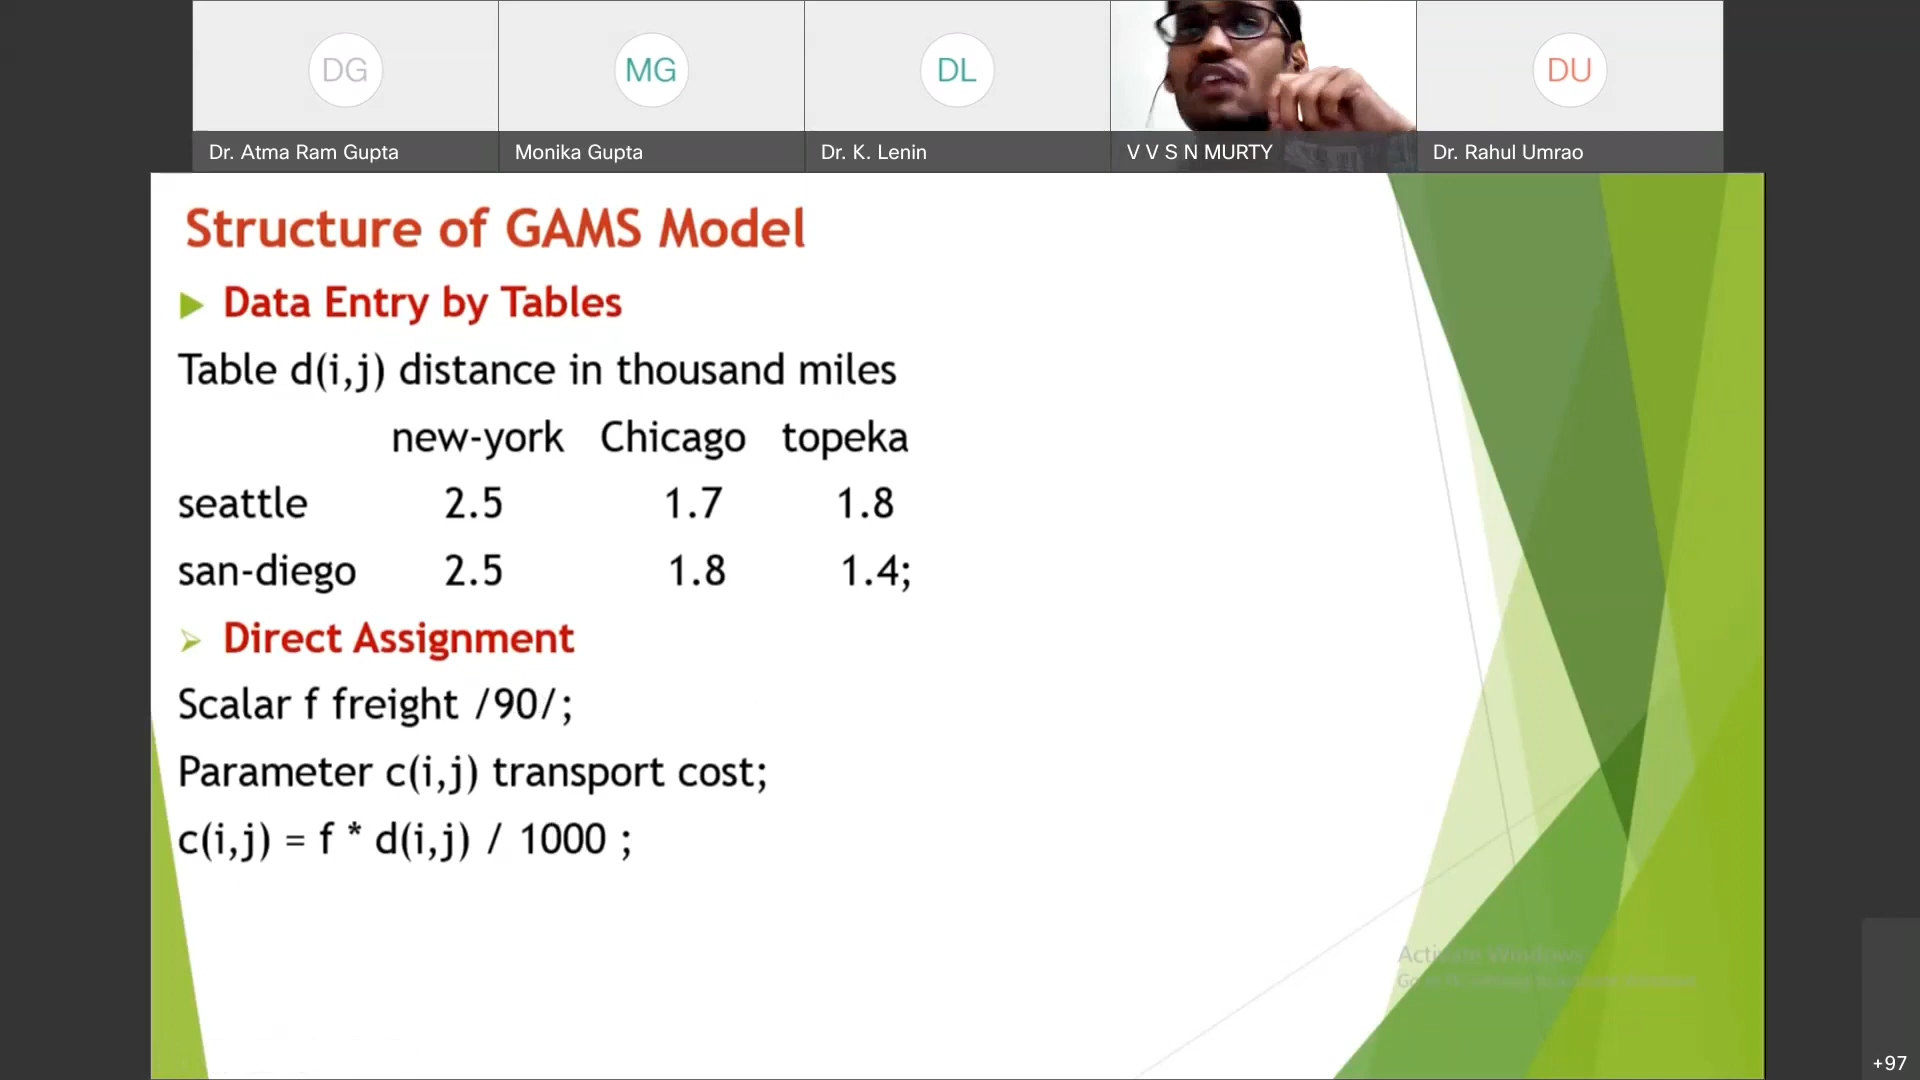 DG
MG
DL
DU
Dr. Atma Ram Gupta
Monika Gupta
Dr. K. Lenin
V V S N MURTY
Dr. Rahul Umrao
Structure of GAMS Model
Data Entry by Tables
Table d(i,j) distance in thousand miles
new-york Chicago topeka
seattle 2.5 1.7 1.8
san-diego 2.5 1.8 1.4;
Direct Assignment
Scalar f freight /90/;
Parameter c(i,j) transport cost;
c(i,j) = f * d(i,j) / 1000 ;
Activate Windows
+97